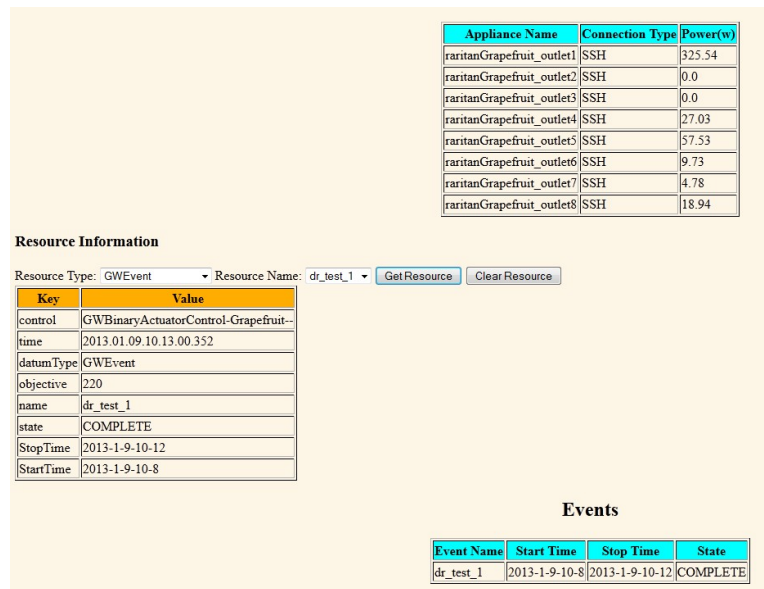 Appliance Name Connection Type Power(w)
raritanGrapefruit_outlet1 SSH 325.54
raritanGrapefruit_outlet2 SSH 0.0
raritanGrapefruit_outlet3 SSH 0.0
raritanGrapefruit_outlet4 SSH 27.03
raritanGrapefruit_outlet5 SSH 57.53
raritanGrapefruit_outlet6 SSH 9.73
raritanGrapefruit_outlet7 SSH 4.78
raritanGrapefruit_outlet8 SSH 18.94
Resource Information
Resource Type: GWEvent Resource Name: dr_test_1 Get Resource Clear Resource
Key Value
control GWBinaryActuatorControl-Grapefruit--
time 2013.01.09.10.13.00.352
datumType GWEvent
objective 220
name dr_test_1
state COMPLETE
StopTime 2013-1-9-10-12
StartTime 2013-1-9-10-8
Events
Event Name Start Time Stop Time State
dr_test_1 2013-1-9-10-8 2013-1-9-10-12 COMPLETE